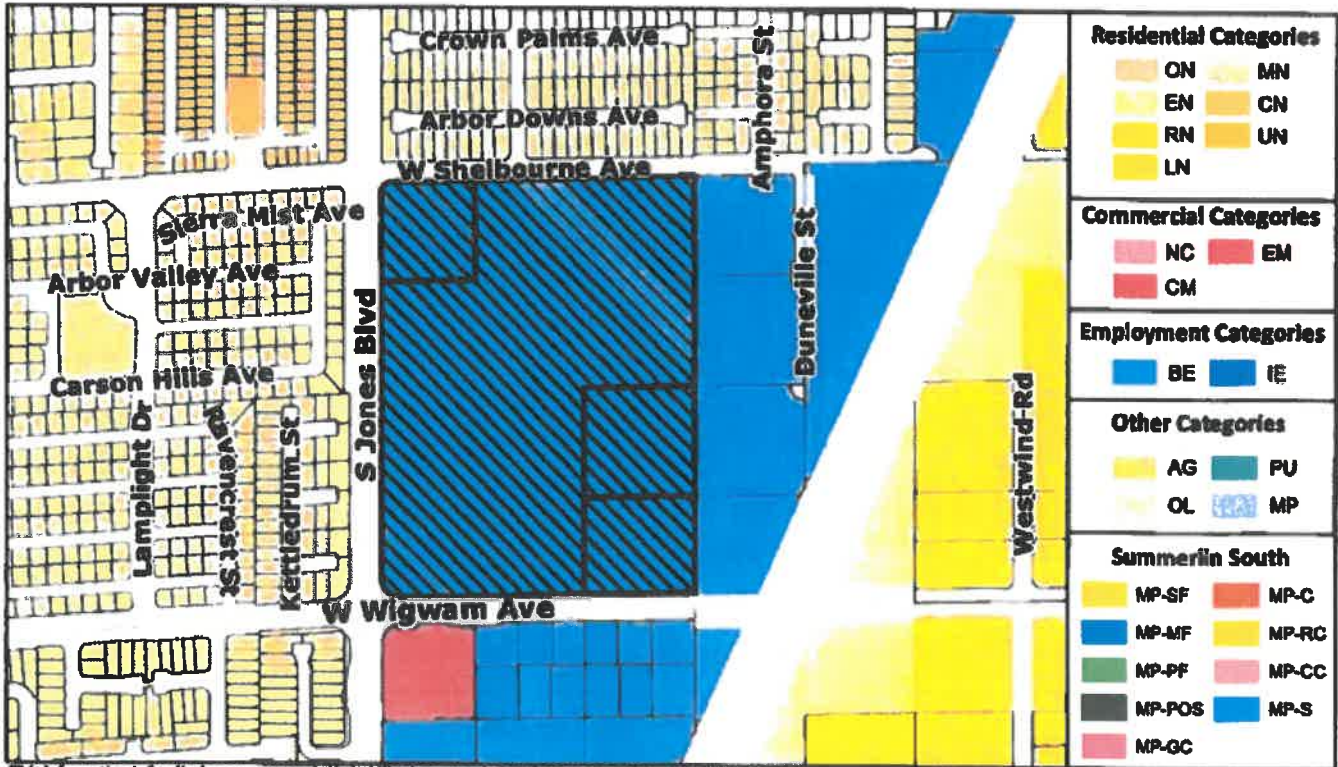 Crown Palms Ave
Amphora St
Arbor Downs Ave
W Shelbourne Ave
Sierra Mist Ave
Arbor Valley Ave
Duneville St
S Jones Blvd
Carson Hills Ave
Lamplight Dr
Ravencrest St
Kettledrum St
Westwind Rd
W Wigwam Ave
Residential Categories
ON MN
EN CN
RN UN
LN
Commercial Categories
NC EM
CM
Employment Categories
BE IE
Other Categories
AG PU
OL MP
Summerlin South
MP-SF MP-C
MP-MF MP-RC
MP-PF MP-CC
MP-POS MP-S
MP-GC